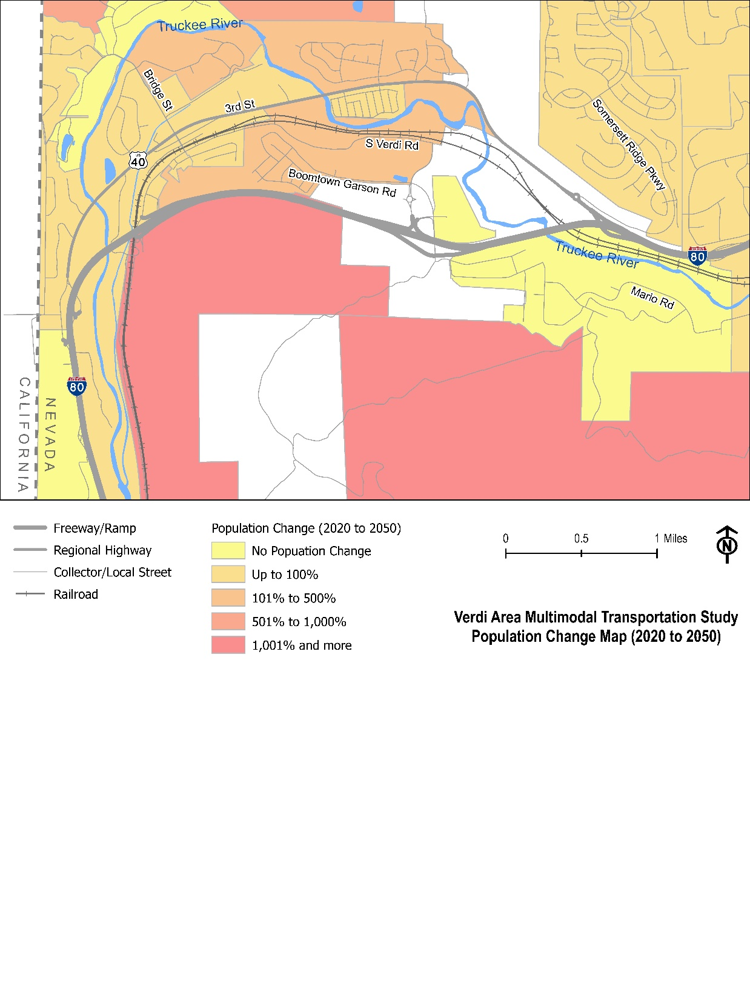 Truckee River
Bridge St
3rd St
Somersett Ridge Pkwy
US
40
S Verdi Rd
Boomtown Garson Rd
Truckee River
80
Mario Rd
80
CALIFORNIA
NEVADA
Freeway/Ramp
Regional Highway
Collector/Local Street
Railroad
Population Change (2020 to 2050)
No Popuation Change
Up to 100%
101% to 500%
501% to 1,000%
1,001% and more
0 0.5 1 Miles
N
Verdi Area Multimodal Transportation Study
Population Change Map (2020 to 2050)